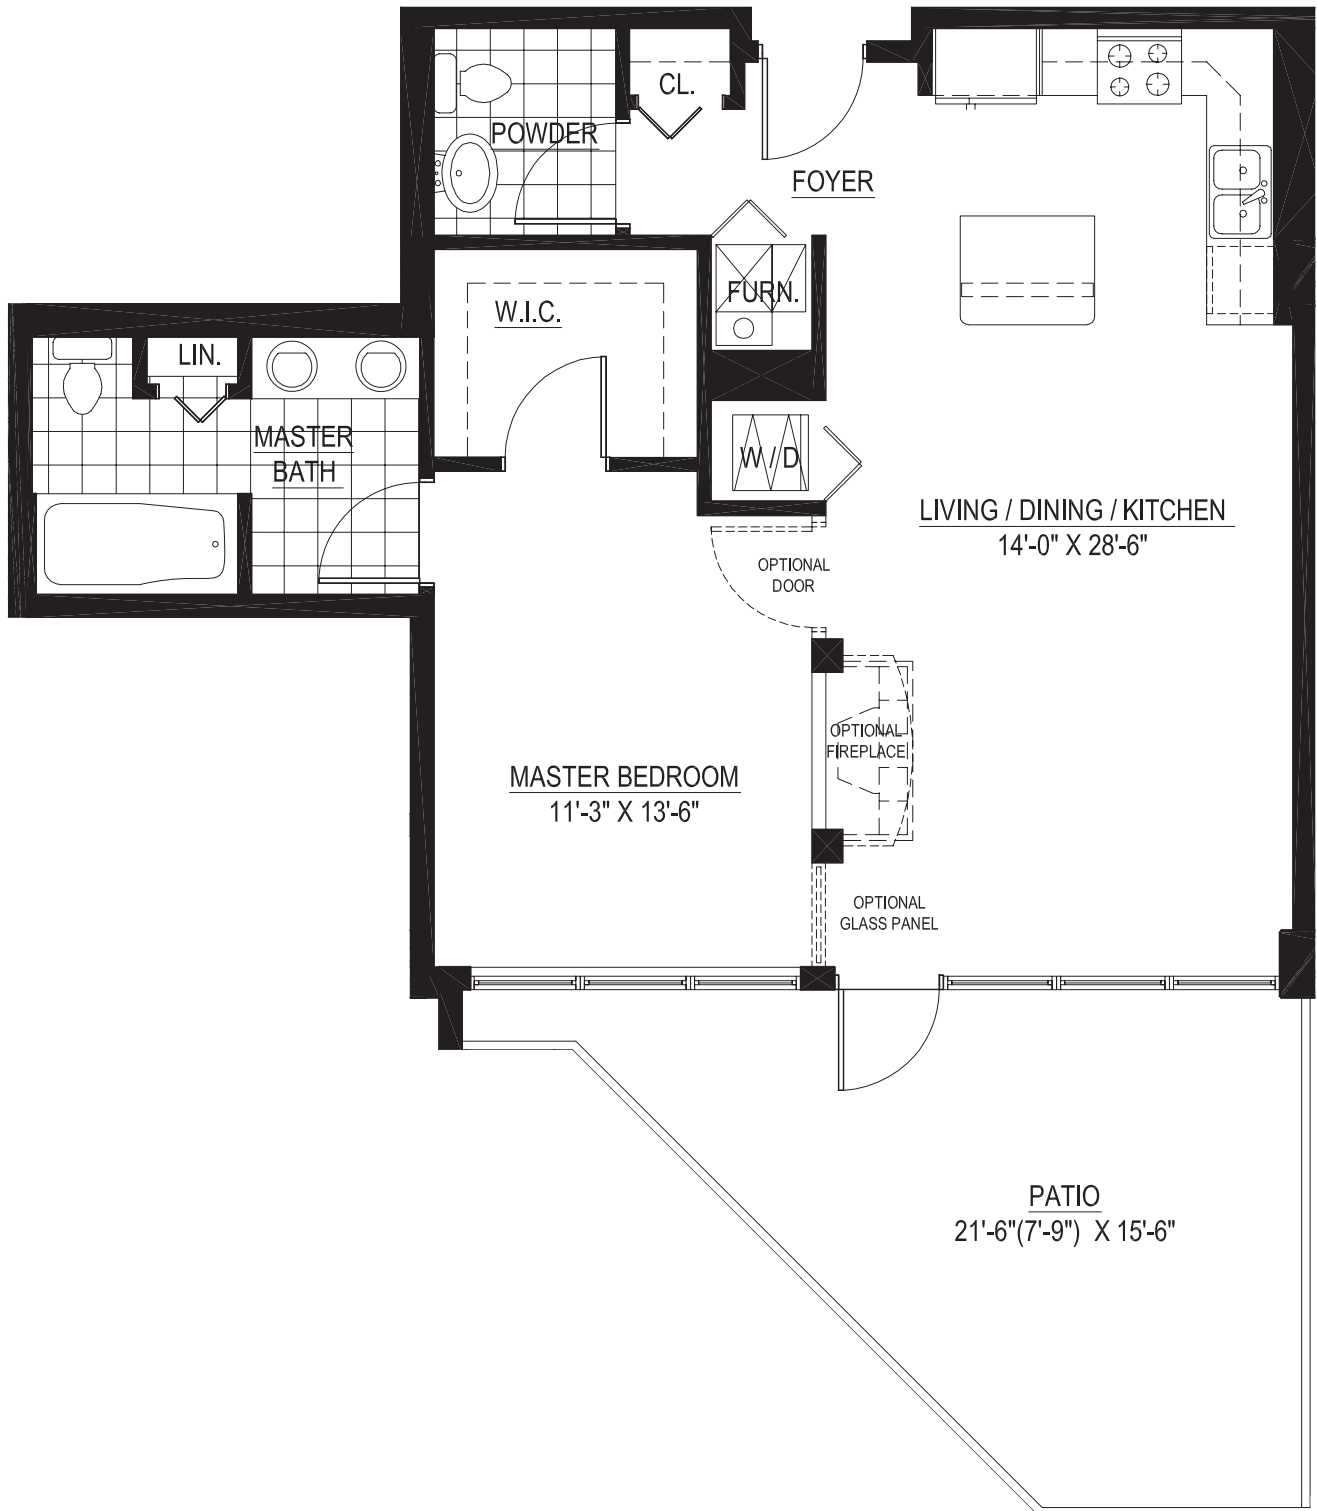 CL.
POWDER
FOYER
FURN.
W.I.C.
LIN.
MASTER
BATH
W / D
LIVING / DINING / KITCHEN
14'-0" X 28'-6"
OPTIONAL
DOOR
OPTIONAL
FIREPLACE
MASTER BEDROOM
11'-3" X 13'-6"
OPTIONAL
GLASS PANEL
PATIO
21'-6"(7'-9") X 15'-6"